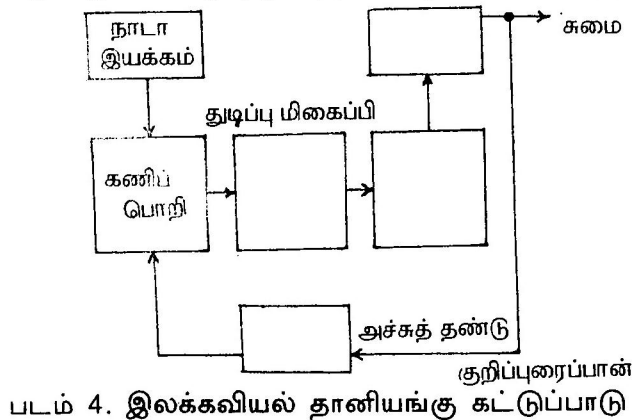 நாடா
இயக்கம்
சுமை
துடிப்பு மிகைப்பி
கணிப்
பொறி
அச்சுத் தண்டு
குறிப்புரைப்பான்
படம் 4. இலக்கவியல் தானியங்கு கட்டுப்பாடு